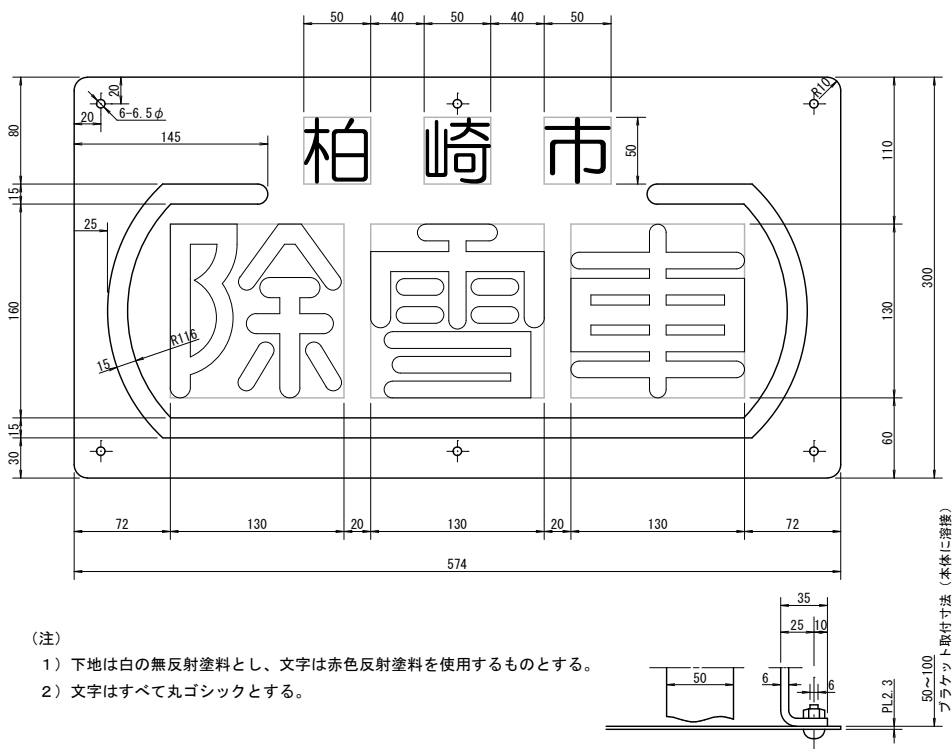 50 40 50 40 50
20
6-6.5φ
20
R10
80
145
柏崎市
50
110
15
25
除雪車
300
160
130
R116
15
15
60
30
72 130 20 130 20 130 72
574
ブラケット取付寸法(本体に溶接)
35
(注)
25 10
1)下地は白の無反射塗料とし、文字は赤色反射塗料を使用するものとする。
50
6
6
2)文字はすべて丸ゴシックとする。
PL2.3
50~100